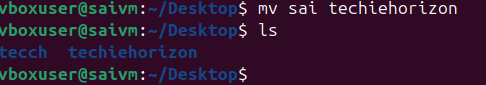 vboxuser@saivm:~/Desktop$ mv sai techiehorizon
vboxuser@saivm:~/Desktop$ ls
tecch  techiehorizon
vboxuser@saivm:~/Desktop$